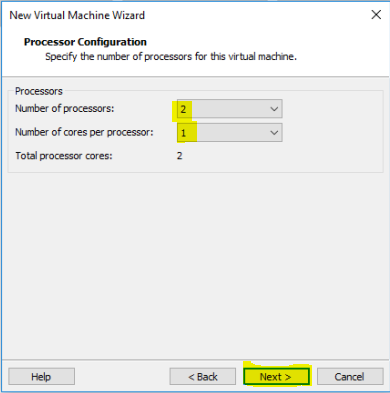 New Virtual Machine Wizard
Processor Configuration
Specify the number of processors for this virtual machine.
Processors
Number of processors: 2
Number of cores per processor: 1
Total processor cores: 2
Help < Back Next > Cancel